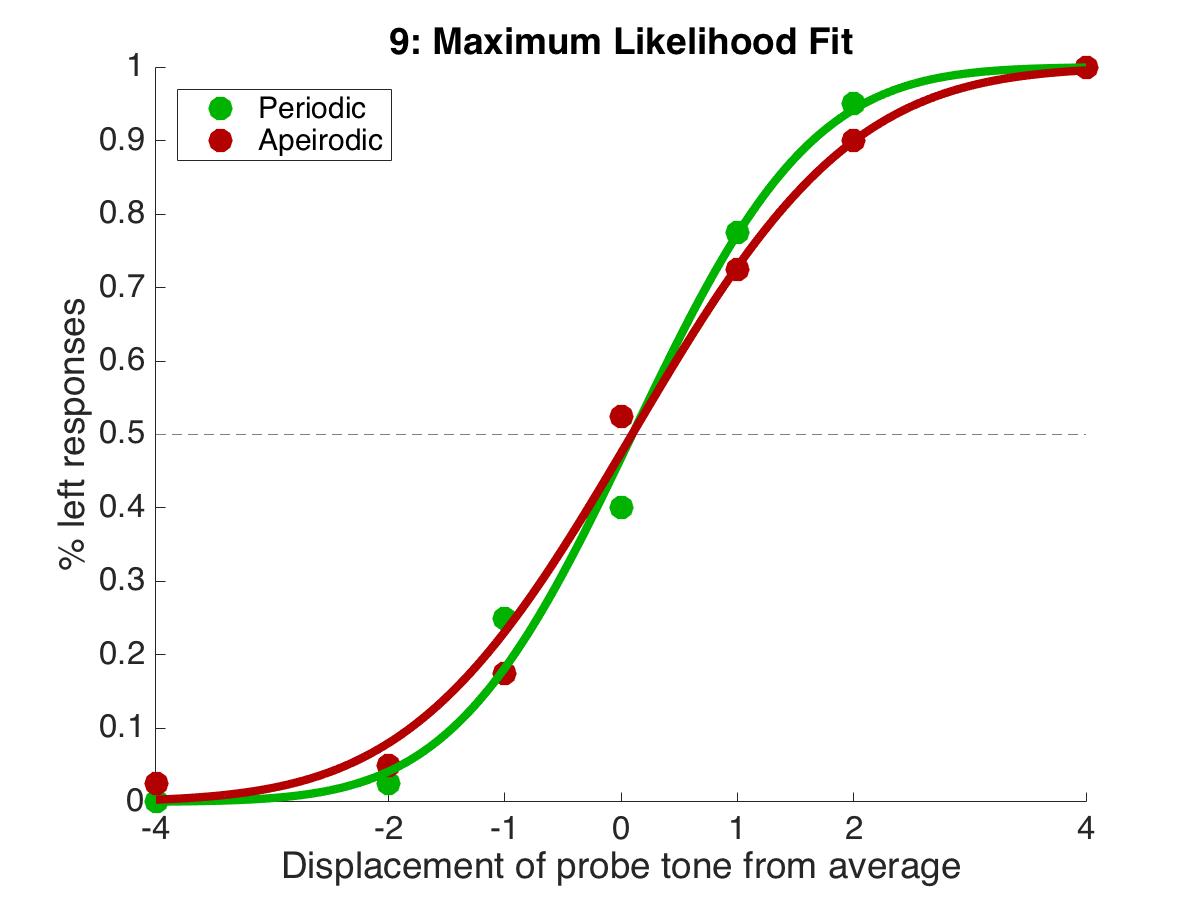 9: Maximum Likelihood Fit
1
Periodic
Apeirodic
0.9
0.8
0.7
0.6
0.5
0.4
0.3
0.2
0.1
0
% left responses
-4 -2 -1 0 1 2 4
Displacement of probe tone from average